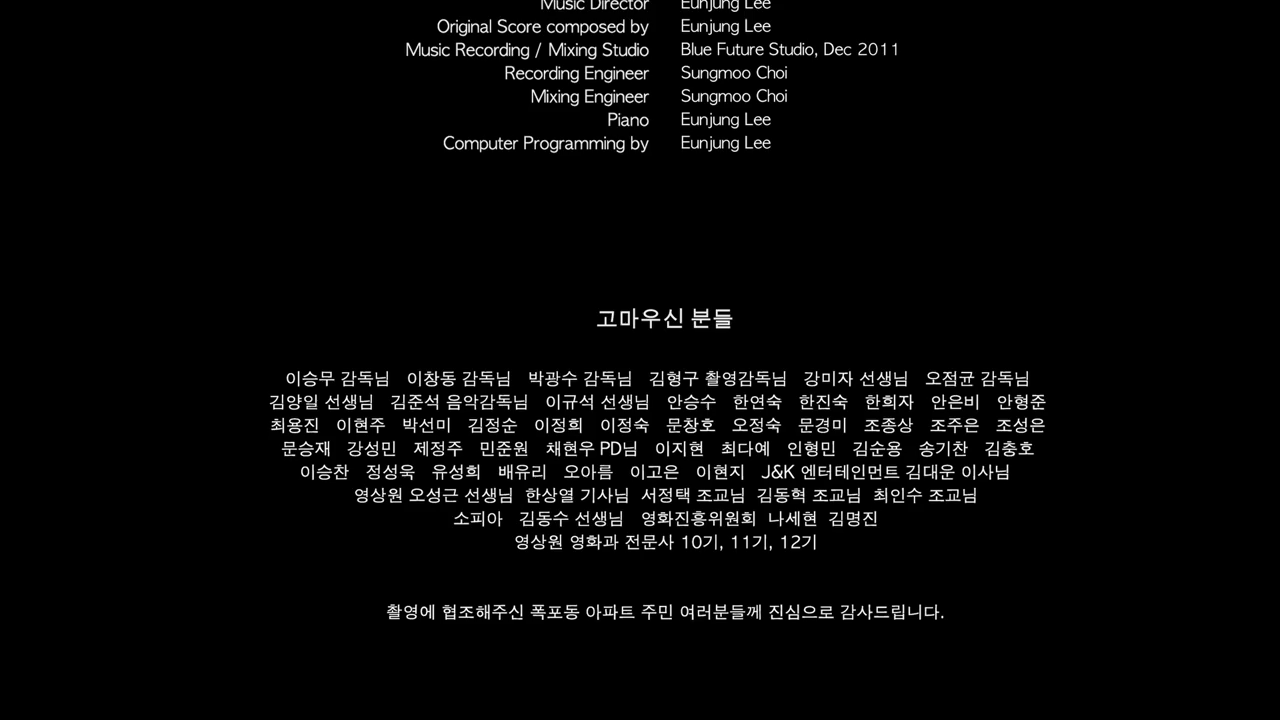 Music Director Eunjung Lee
Original Score composed by Eunjung Lee
Music Recording / Mixing Studio Blue Future Studio, Dec 2011
Recording Engineer Sungmoo Choi
Mixing Engineer Sungmoo Choi
Piano Eunjung Lee
Computer Programming by Eunjung Lee
고마우신 분들
이승무 감독님 이창동 감독님 박광수 감독님 김형구 촬영감독님 강미자 선생님 오점균 감독님
김양일 선생님 김준석 음악감독님 이규석 선생님 안승수 한연숙 한진숙 한희자 안은비 안형준
최용진 이현주 박선미 김정순 이정희 이정숙 문창호 오정숙 문경미 조종상 조주은 조성은
문승재 강성민 제정주 민준원 채현우 PD님 이지현 최다예 인형민 김순용 송기찬 김충호
이승찬 정성욱 유성희 배유리 오아름 이고은 이현지 J&K 엔터테인먼트 김대운 이사님
영상원 오성근 선생님 한상열 기사님 서정택 조교님 김동혁 조교님 최인수 조교님
소피아 김동수 선생님 영화진흥위원회 나세현 김명진
영상원 영화과 전문사 10기, 11기, 12기
촬영에 협조해주신 폭포동 아파트 주민 여러분들께 진심으로 감사드립니다.